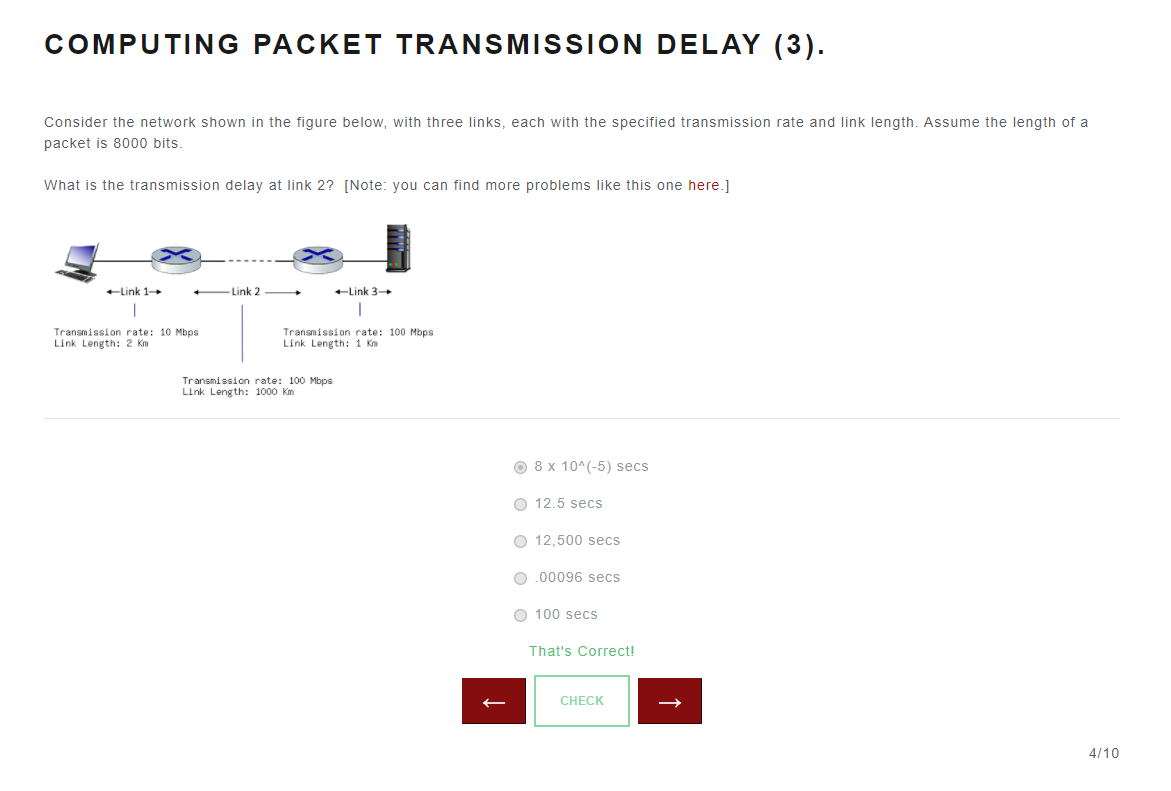 COMPUTING PACKET TRANSMISSION DELAY (3).
Consider the network shown in the figure below, with three links, each with the specified transmission rate and link length. Assume the length of a
packet is 8000 bits.
What is the transmission delay at link 2?  [Note: you can find more problems like this one here.]
Link 1
Link 2
Link 3
Transmission rate: 10 Mbps
Link Length: 2 Km
Transmission rate: 100 Mbps
Link Length: 1 Km
Transmission rate: 100 Mbps
Link Length: 1000 Km
8 x 10^(-5) secs
12.5 secs
12,500 secs
.00096 secs
100 secs
That's Correct!
← CHECK →
4/10